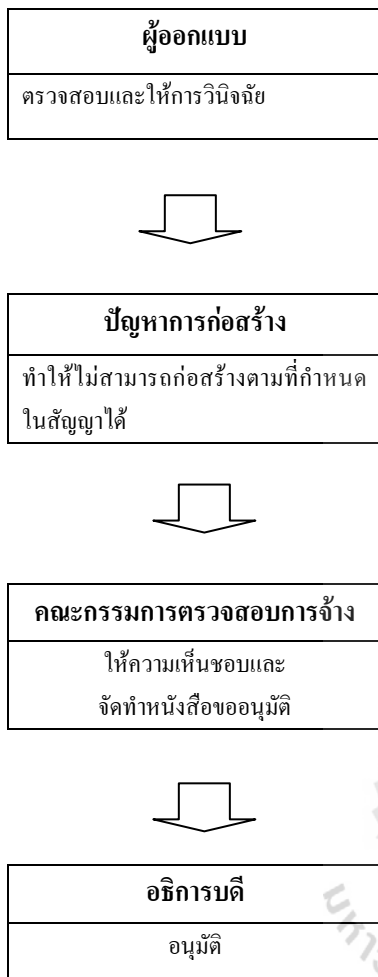 ผู้ออกแบบ
ตรวจสอบและให้การวินิจฉัย
ปัญหาการก่อสร้าง
ทำให้ไม่สามารถก่อสร้างตามที่กำหนด
ในสัญญาได้
คณะกรรมการตรวจสอบการจ้าง
ให้ความเห็นชอบและ
จัดทำหนังสือขออนุมัติ
อธิการบดี
อนุมัติ